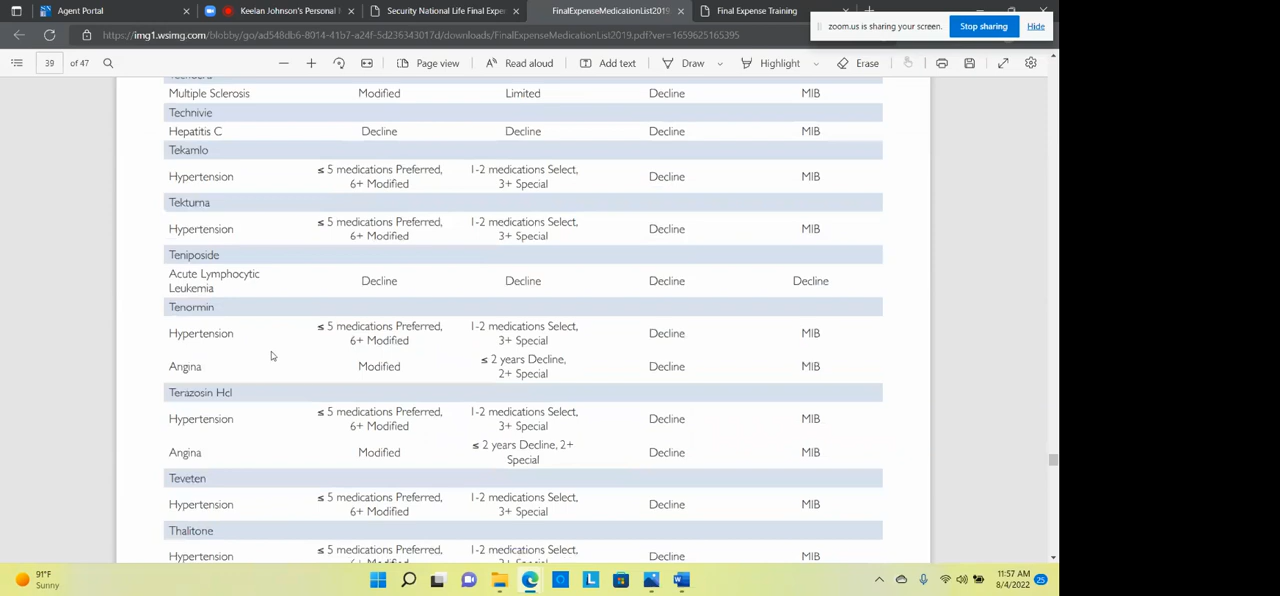 Agent Portal
Keelan Johnson's Personal
Security National Life Final Expe
FinalExpenseMedicationList2019
Final Expense Training
zoom.us is sharing your screen.
Stop sharing
Hide
https://img1.wsimg.com/blobby/go/ad548db6-8014-41b7-a24f-5d236343017d/downloads/FinalExpenseMedicationList2019.pdf?ver=1659625165395
39 of 47
Page view
Read aloud
Add text
Draw
Highlight
Erase
Multiple Sclerosis Modified Limited Decline MIB
Technivie
Hepatitis C Decline Decline Decline MIB
Tekamlo
Hypertension ≤ 5 medications Preferred, 6+ Modified 1-2 medications Select, 3+ Special Decline MIB
Tekturna
Hypertension ≤ 5 medications Preferred, 6+ Modified 1-2 medications Select, 3+ Special Decline MIB
Teniposide
Acute Lymphocytic Leukemia Decline Decline Decline Decline
Tenormin
Hypertension ≤ 5 medications Preferred, 6+ Modified 1-2 medications Select, 3+ Special Decline MIB
Angina Modified ≤ 2 years Decline, 2+ Special Decline MIB
Terazosin Hcl
Hypertension ≤ 5 medications Preferred, 6+ Modified 1-2 medications Select, 3+ Special Decline MIB
Angina Modified ≤ 2 years Decline, 2+ Special Decline MIB
Teveten
Hypertension ≤ 5 medications Preferred, 6+ Modified 1-2 medications Select, 3+ Special Decline MIB
Thalitone
Hypertension ≤ 5 medications Preferred, 1-2 medications Select, Decline MIB
91°F
Sunny
11:57 AM
8/4/2022
25